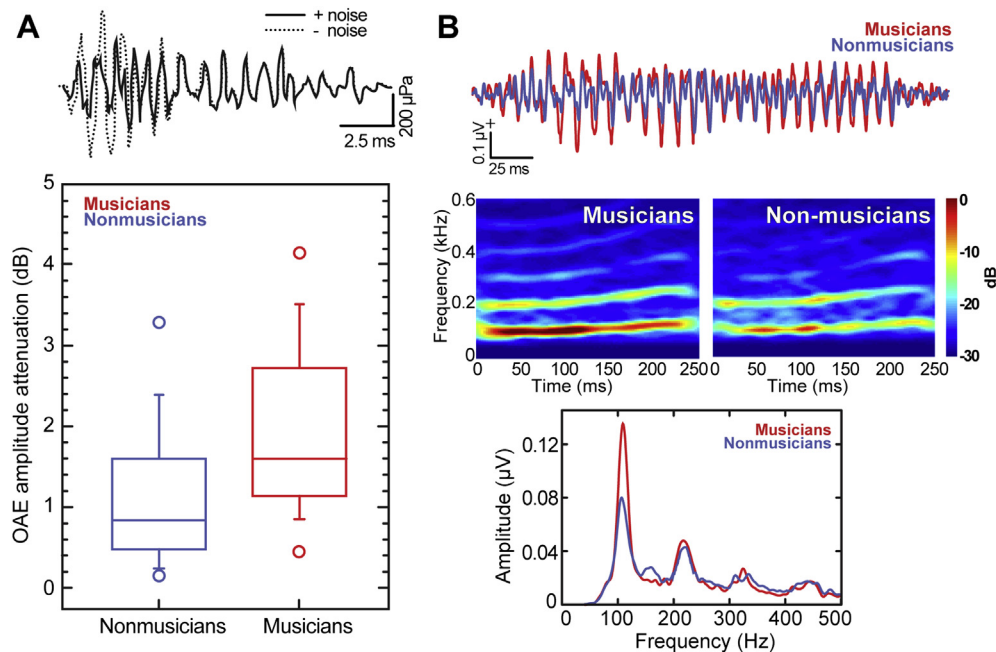 A
+ noise
- noise
200 µPa
2.5 ms
5
4
3
2
1
0
OAE amplitude attenuation (dB)
Musicians
Nonmusicians
Nonmusicians
Musicians
B
Musicians
Nonmusicians
+
0.1 µV
25 ms
0.6
0.4
0.2
0
Frequency (kHz)
Musicians
Non-musicians
0 50 100 150 200 250
Time (ms)
0 50 100 150 200 250
Time (ms)
0
-10
-20
-30
dB
Musicians
Nonmusicians
0.12
0.08
0.04
0
Amplitude (µV)
0 100 200 300 400 500
Frequency (Hz)